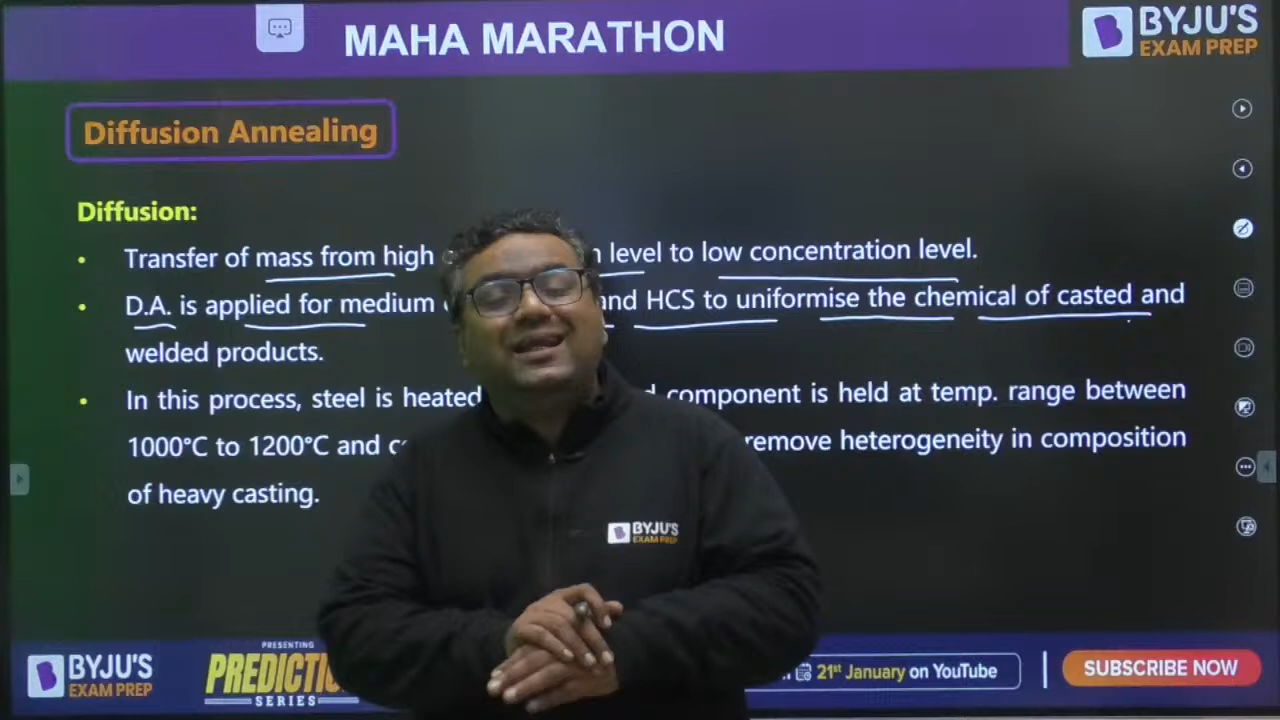 MAHA MARATHON
BYJU'S
EXAM PREP
Diffusion Annealing
Diffusion:
• Transfer of mass from high level to low concentration level.
• D.A. is applied for medium and HCS to uniformise the chemical of casted and
welded products.
• In this process, steel is heated component is held at temp. range between
1000°C to 1200°C and remove heterogeneity in composition
of heavy casting.
BYJU'S
EXAM PREP
BYJU'S
EXAM PREP
PRESENTING
SERIES
21st January on YouTube
SUBSCRIBE NOW